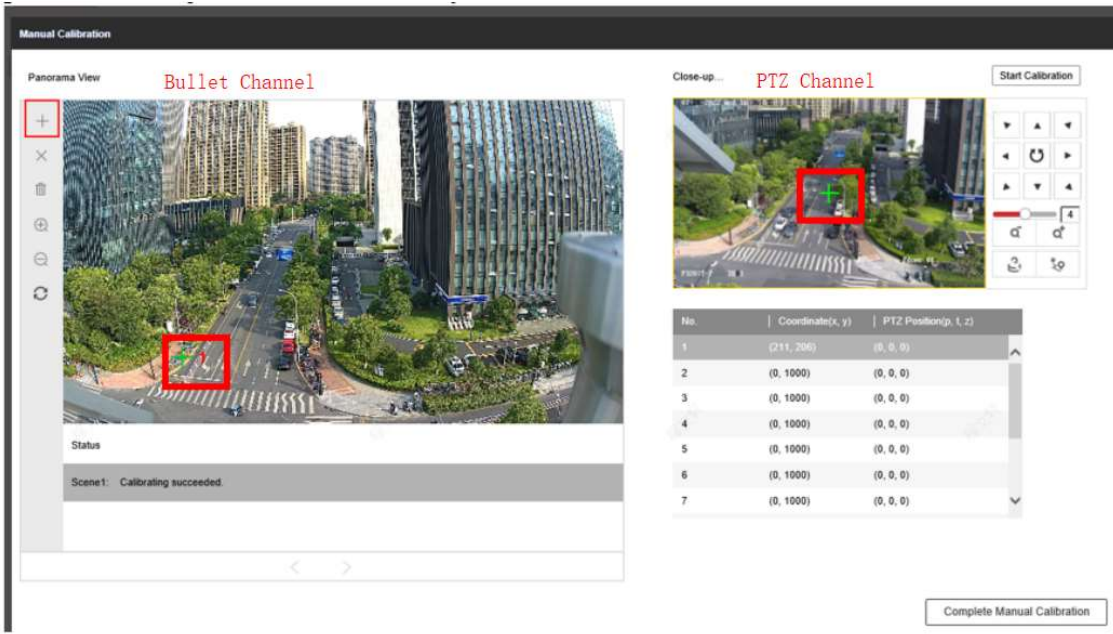 Manual Calibration
Panorama View
Bullet Channel
Close-up...
PTZ Channel
Start Calibration
4
1
No. Coordinate(x, y) PTZ Position(p, t, z)
1 (211, 206) (0, 0, 0)
2 (0, 1000) (0, 0, 0)
3 (0, 1000) (0, 0, 0)
4 (0, 1000) (0, 0, 0)
5 (0, 1000) (0, 0, 0)
6 (0, 1000) (0, 0, 0)
7 (0, 1000) (0, 0, 0)
Status
Scene1: Calibrating succeeded.
Complete Manual Calibration